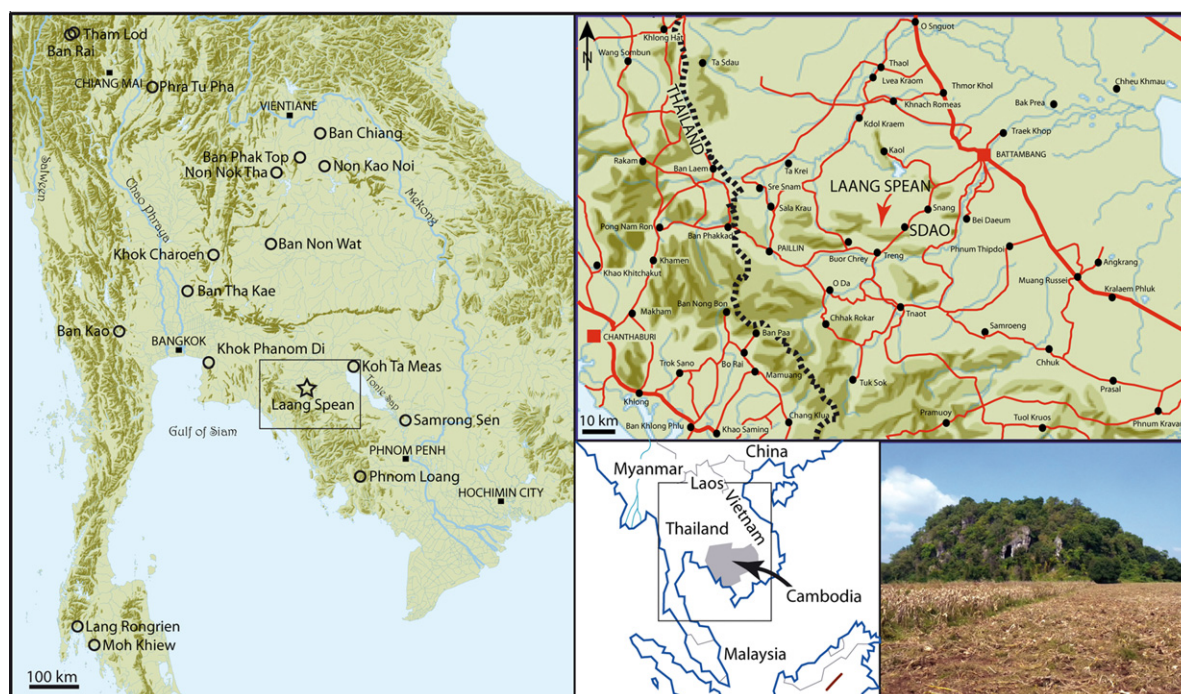 Tham Lod
Ban Rai
CHIANG MAI
Phra Tu Pha
VIENTIANE
Ban Chiang
Ban Phak Top
Non Kao Noi
Non Nok Tha
Salween
Chao Dhraya
Mekong
Ban Non Wat
Khok Charoen
Ban Tha Kae
Ban Kao
BANGKOK
Khok Phanom Di
Koh Ta Meas
Tonle Sap
Laang Spean
Samrong Sen
Gulf of Siam
PHNOM PENH
Phnom Loang
HOCHIMIN CITY
Lang Rongrien
Moh Khiew
100 km
O Snguot
Khlong Hat
N
Wang Sombun
Ta Sdau
Thaol
Lvea Kraom
Thmor Khol
Chheu Khmau
THAILAND
Khnach Romeas
Bak Prea
Kdol Kraem
Traek Khop
Kaol
BATTAMBANG
Rakam
Ban Laem
Ta Krei
Sre Snam
LAANG SPEAN
Sala Krau
Snang
Bei Daeum
Pong Nam Ron
Ban Phakkad
SDAO
PAILLIN
Buor Chrey
Treng
Phnum Thipdoi
Khao Khitchakut
Khamen
Angkrang
Muang Russei
O Da
Kralaem Phluk
Makham
Ban Nong Bon
Tnaot
Chhak Rokar
CHANTHABURI
Ban Paa
Samroeng
Bo Rai
Chhuk
Trok Sano
Mamuang
Tuk Sok
Prasal
Khlong
Chang Klua
Pramuoy
Tuol Kruos
10 km
Ban Khlong Phlu
Khao Saming
Phnum Kravar
China
Myanmar
Laos
Vietnam
Thailand
Cambodia
Malaysia